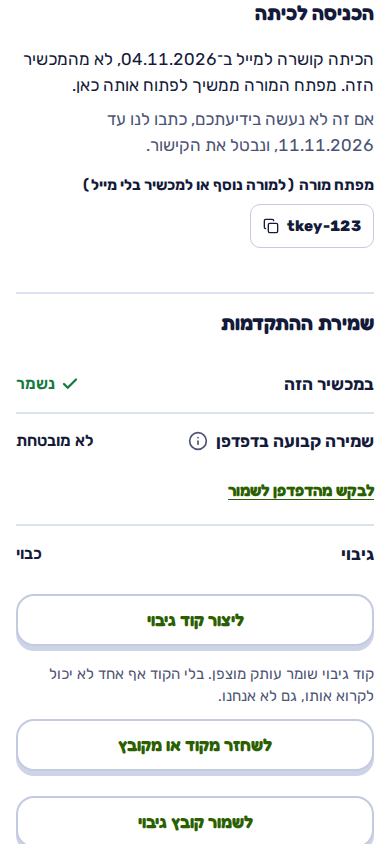 הכניסה לכיתה
הכיתה קושרה למייל ב־04.11.2026, לא מהמכשיר
הזה. מפתח המורה ממשיך לפתוח אותה כאן.
אם זה לא נעשה בידיעתכם, כתבו לנו עד
11.11.2026, ונבטל את הקישור.
מפתח מורה (למורה נוסף או למכשיר בלי מייל)
tkey-123
שמירת ההתקדמות
במכשיר הזה נשמר
שמירה קבועה בדפדפן לא מובטחת
לבקש מהדפדפן לשמור
גיבוי כבוי
ליצור קוד גיבוי
קוד גיבוי שומר עותק מוצפן. בלי הקוד אף אחד לא יכול
לקרוא אותו, גם לא אנחנו.
לשחזר מקוד או מקובץ
לשמור קובץ גיבוי